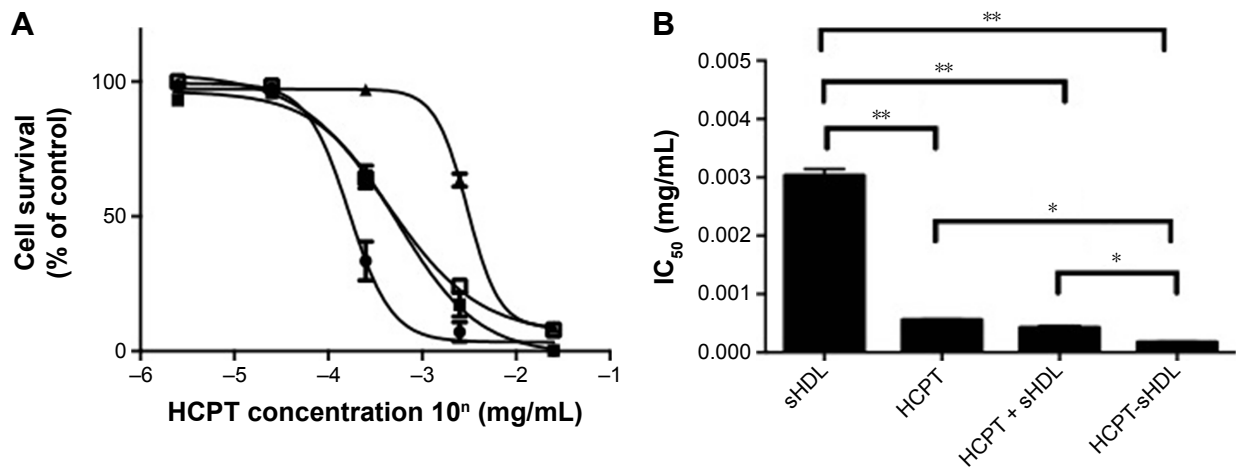 A
Cell survival
(% of control)
100
50
0
–6
–5
–4
–3
–2
–1
HCPT concentration 10ⁿ (mg/mL)
B
IC₅₀ (mg/mL)
0.005
0.004
0.003
0.002
0.001
0.000
**
**
**
*
*
sHDL
HCPT
HCPT + sHDL
HCPT-sHDL